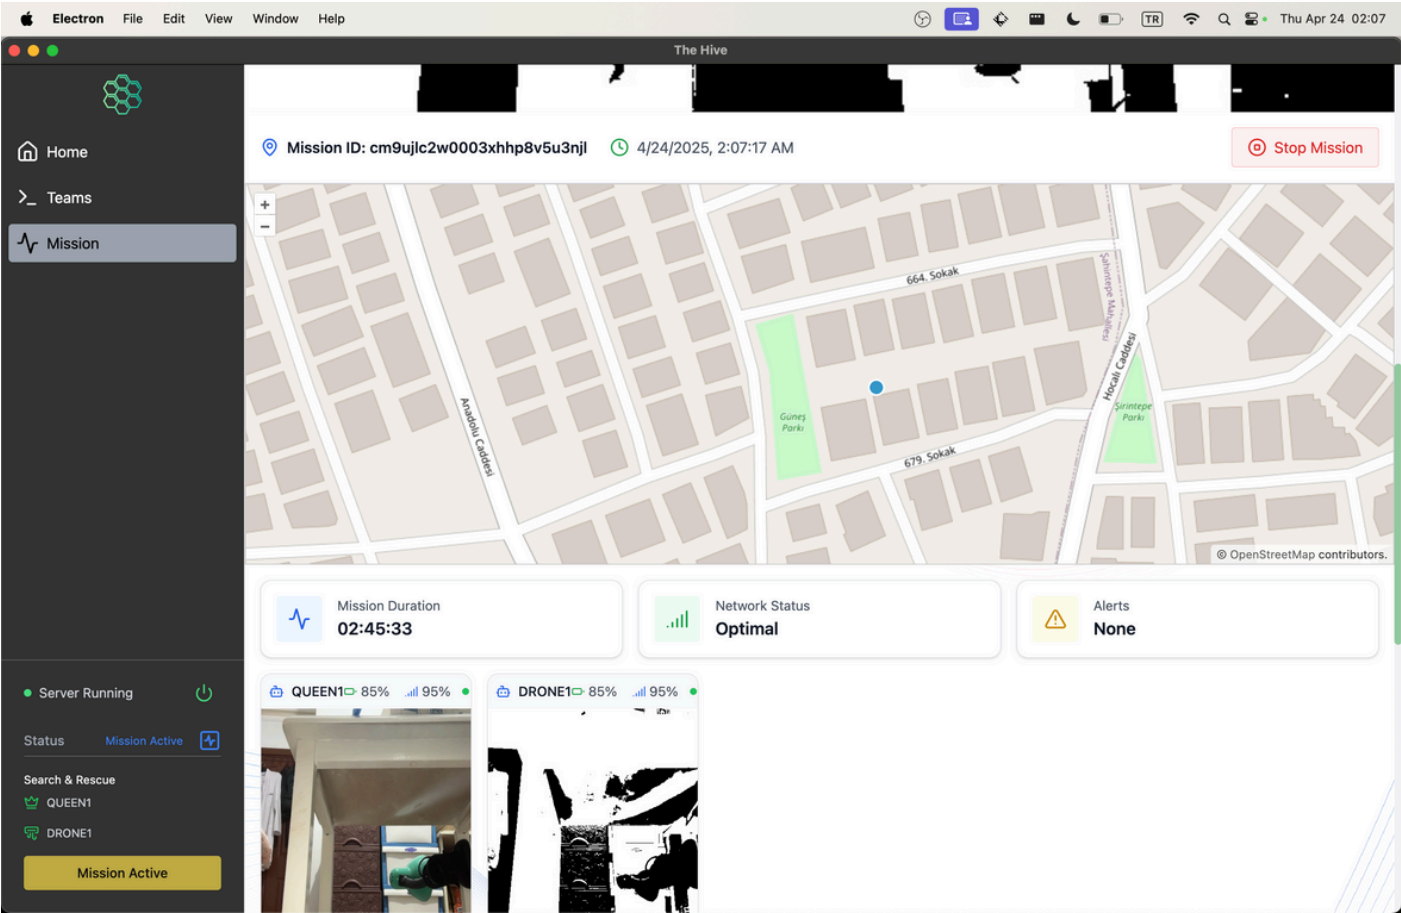 Electron File Edit View Window Help
TR
Thu Apr 24 02:07
The Hive
Home
Teams
Mission
Mission ID: cm9ujlc2w0003xhhp8v5u3njl
4/24/2025, 2:07:17 AM
Stop Mission
+
−
664. Sokak
Şahintepe Mahallesi
Hocalı Caddesi
Anadolu Caddesi
Güneş
Parkı
Şirintepe
Parkı
679. Sokak
© OpenStreetMap contributors.
Mission Duration
02:45:33
Network Status
Optimal
Alerts
None
QUEEN1 85% 95%
DRONE1 85% 95%
Server Running
Status Mission Active
Search & Rescue
QUEEN1
DRONE1
Mission Active